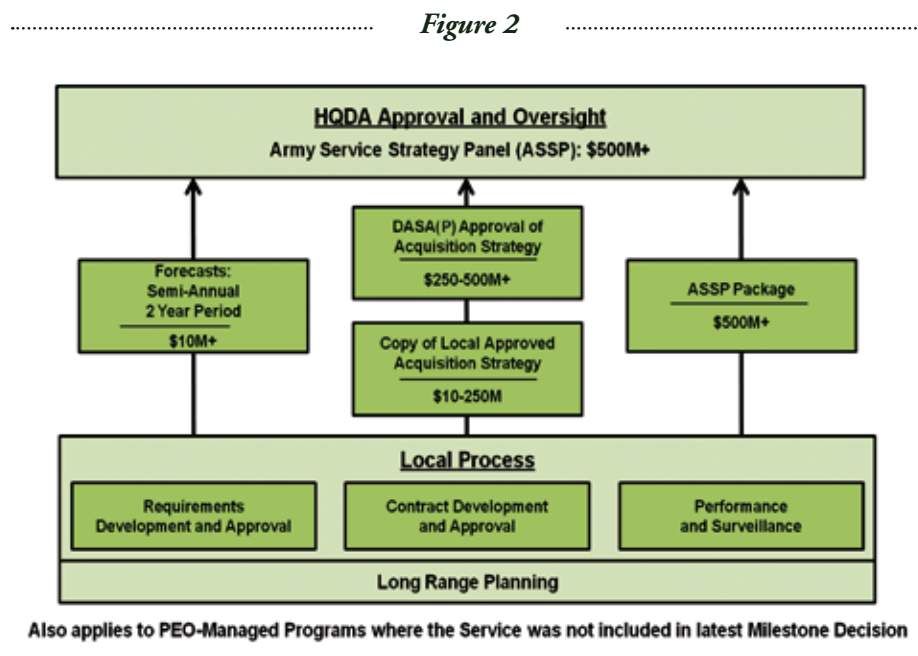 Figure 2
HQDA Approval and Oversight
Army Service Strategy Panel (ASSP): $500M+
DASA(P) Approval of
Acquisition Strategy
$250-500M+
Forecasts:
Semi-Annual
2 Year Period
$10M+
ASSP Package
$500M+
Copy of Local Approved
Acquisition Strategy
$10-250M
Local Process
Requirements
Development and Approval
Contract Development
and Approval
Performance
and Surveillance
Long Range Planning
Also applies to PEO-Managed Programs where the Service was not included in latest Milestone Decision